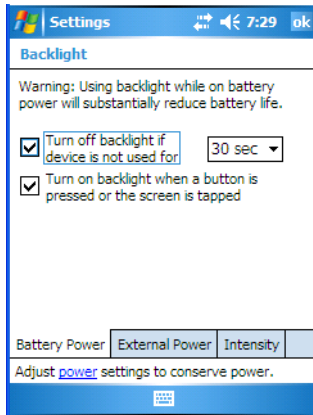 Settings 7:29 ok
Backlight
Warning: Using backlight while on battery
power will substantially reduce battery life.
Turn off backlight if
device is not used for 30 sec
Turn on backlight when a button is
pressed or the screen is tapped
Battery Power External Power Intensity
Adjust power settings to conserve power.